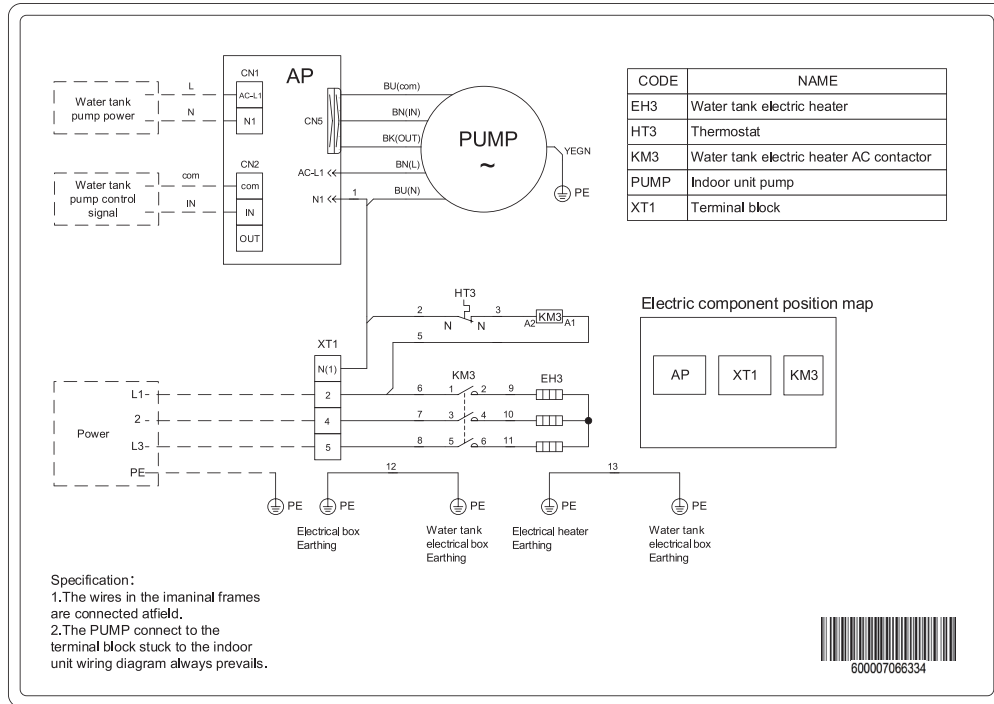 CN1
AP
L
AC-L1
Water tank
pump power
N
N1
CN5
BU(com)
BN(IN)
BK(OUT)
PUMP
~
YEGN
PE
CN2
com
com
Water tank
pump control
signal
IN
IN
OUT
AC-L1
BN(L)
N1
1
BU(N)
CODE NAME
EH3 Water tank electric heater
HT3 Thermostat
KM3 Water tank electric heater AC contactor
PUMP Indoor unit pump
XT1 Terminal block
HT3
2 N N 3 A2 KM3 A1
5
Electric component position map
AP XT1 KM3
XT1
N(1)
KM3
EH3
Power
L1 2 6 1 2 9
2 4 7 3 4 10
L3 5 8 5 6 11
PE
12
13
PE PE PE PE PE
Electrical box
Earthing
Water tank
electrical box
Earthing
Electrical heater
Earthing
Water tank
electrical box
Earthing
Specification:
1.The wires in the imaninal frames
are connected atfield.
2.The PUMP connect to the
terminal block stuck to the indoor
unit wiring diagram always prevails.
600007066334